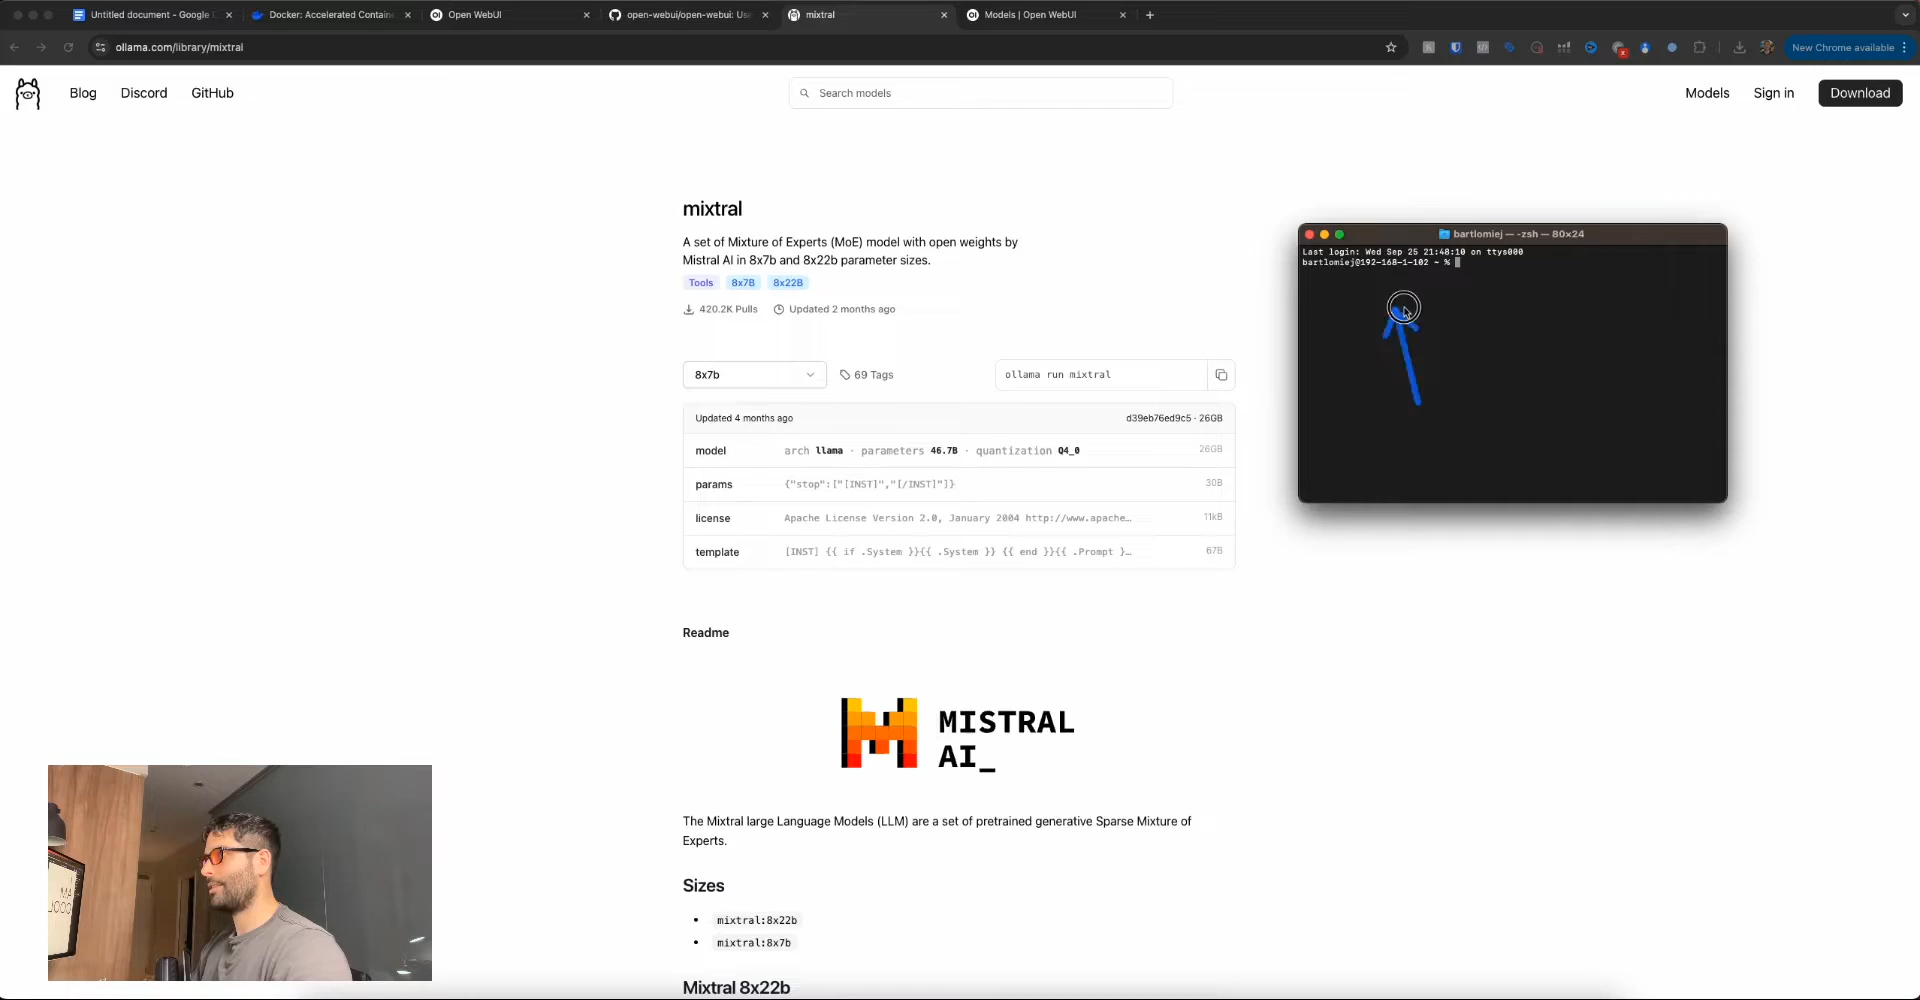 Untitled document - Google
Docker: Accelerated Containe
Open WebUI
open-webui/open-webui: Use
mixtral
Models | Open WebUI
ollama.com/library/mixtral
New Chrome available
Blog
Discord
GitHub
Search models
Models
Sign in
Download
mixtral
A set of Mixture of Experts (MoE) model with open weights by
Mistral AI in 8x7b and 8x22b parameter sizes.
Tools 8x7B 8x22B
420.2K Pulls Updated 2 months ago
8x7b
69 Tags
ollama run mixtral
Updated 4 months ago
d39eb76ed9c5 · 26GB
model arch llama · parameters 46.7B · quantization Q4_0 26GB
params {"stop":["[INST]","[/INST]"]} 30B
license Apache License Version 2.0, January 2004 http://www.apache… 11kB
template [INST] {{ if .System }}{{ .System }} {{ end }}{{ .Prompt }… 67B
bartlomiej — -zsh — 80×24
Last login: Wed Sep 25 21:48:10 on ttys000
bartlomiej@192-168-1-102 ~ %
Readme
MISTRAL
AI_
The Mixtral large Language Models (LLM) are a set of pretrained generative Sparse Mixture of
Experts.
Sizes
mixtral:8x22b
mixtral:8x7b
Mixtral 8x22b